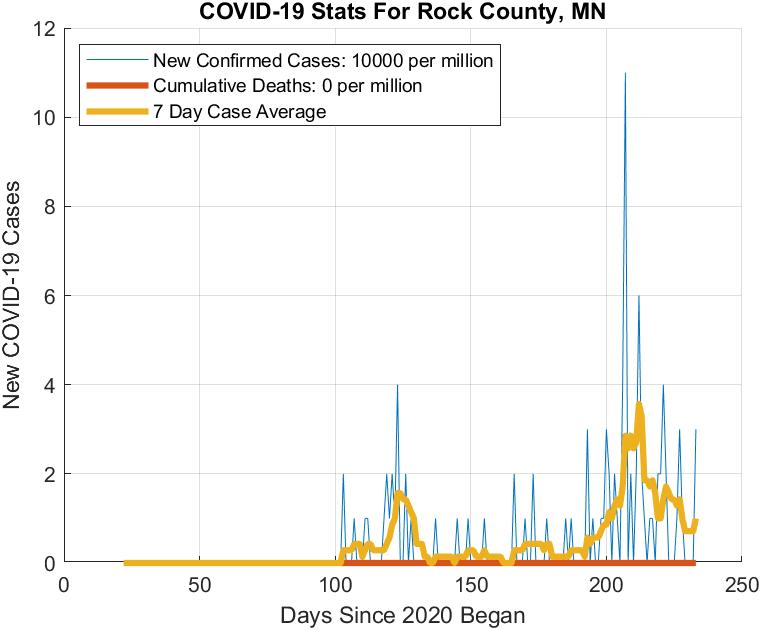 COVID-19 Stats For Rock County, MN
New Confirmed Cases: 10000 per million
Cumulative Deaths: 0 per million
7 Day Case Average
New COVID-19 Cases
12
10
8
6
4
2
0
0 50 100 150 200 250
Days Since 2020 Began